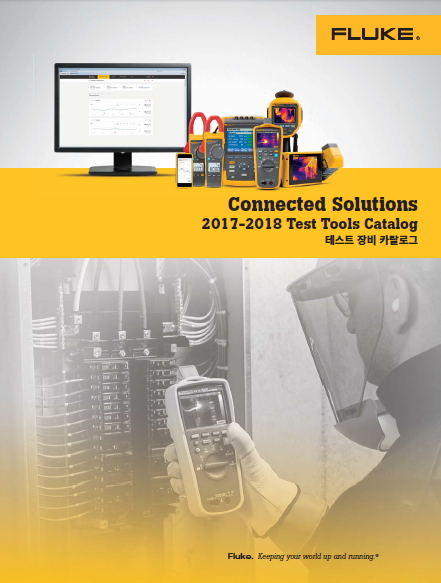 FLUKE®
Connected Solutions
2017-2018 Test Tools Catalog
테스트 장비 카탈로그
Fluke. Keeping your world up and running.®